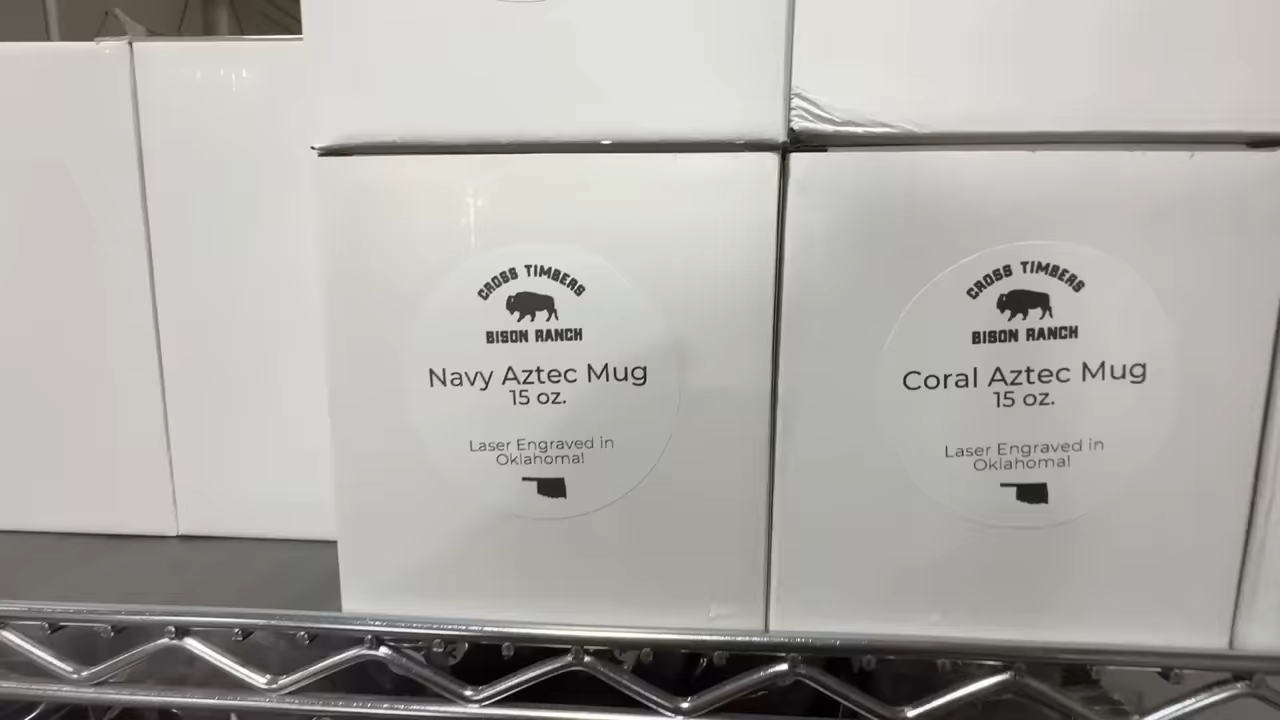 CROSS TIMBERS
BISON RANCH
Navy Aztec Mug
15 oz.
Laser Engraved in
Oklahoma!
CROSS TIMBERS
BISON RANCH
Coral Aztec Mug
15 oz.
Laser Engraved in
Oklahoma!